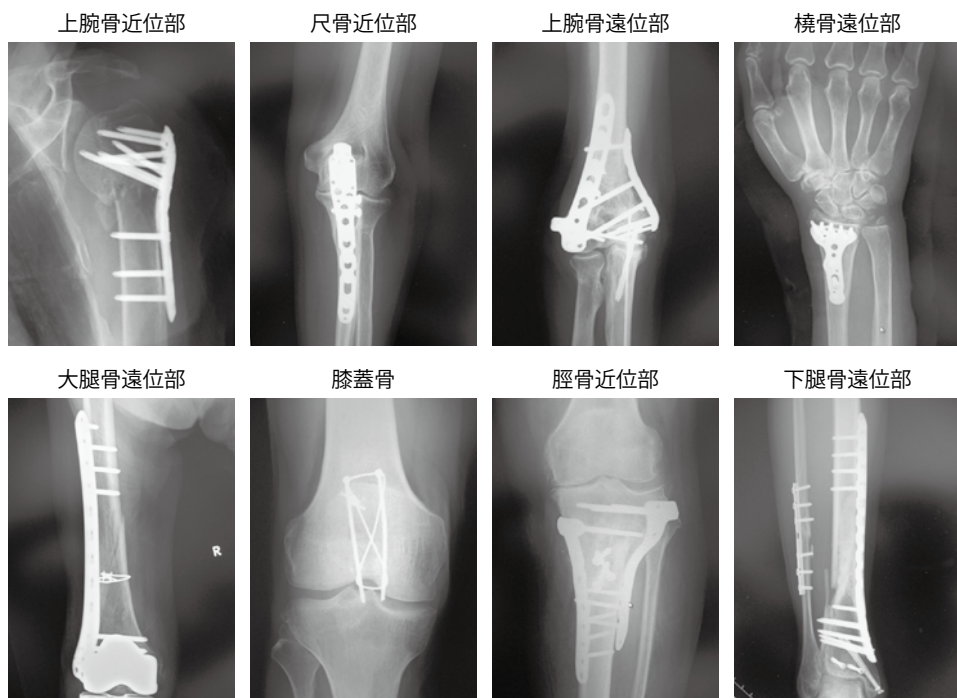 上腕骨近位部
尺骨近位部
上腕骨遠位部
橈骨遠位部
大腿骨遠位部
膝蓋骨
脛骨近位部
下腿骨遠位部
R